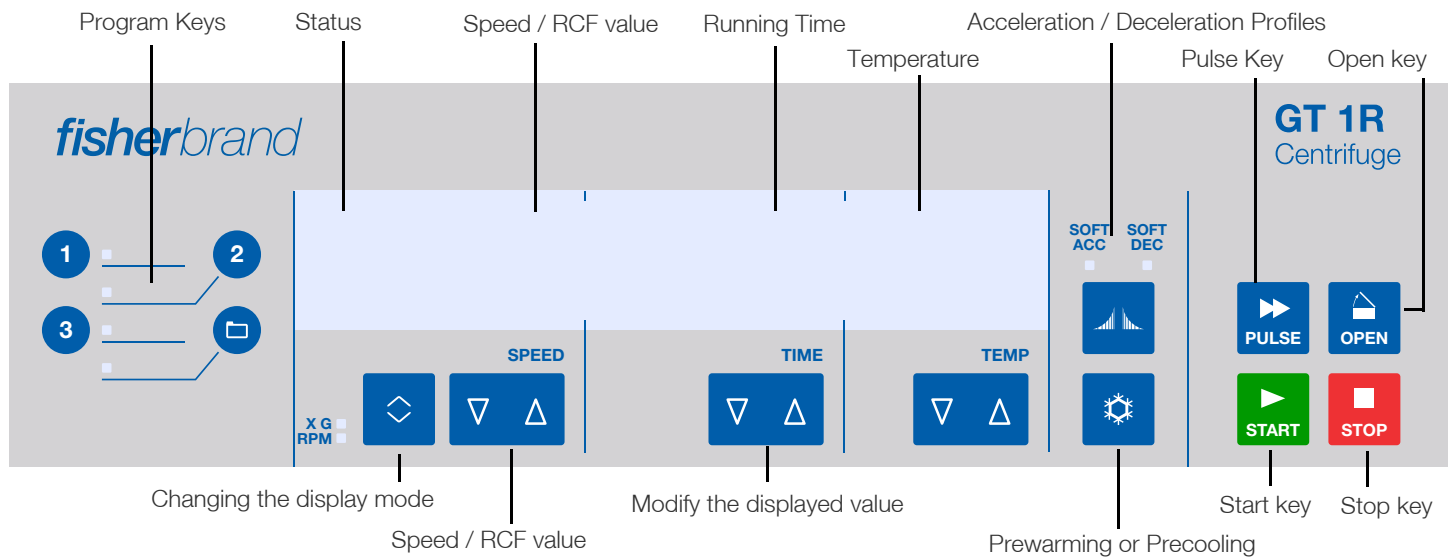 Program Keys
Status
Speed / RCF value
Running Time
Acceleration / Deceleration Profiles
Temperature
Pulse Key
Open key
fisherbrand
GT 1R
Centrifuge
1
2
3
SOFT ACC
SOFT DEC
PULSE
OPEN
SPEED
TIME
TEMP
X G
RPM
START
STOP
Changing the display mode
Modify the displayed value
Start key
Stop key
Speed / RCF value
Prewarming or Precooling